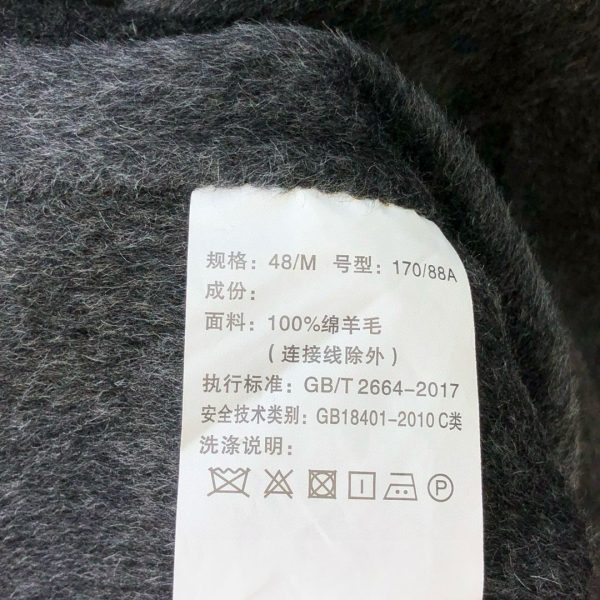 规格：48/M 号型：170/88A
成份：
面料：100%绵羊毛
（连接线除外）
执行标准：GB/T 2664-2017
安全技术类别：GB18401-2010 C类
洗涤说明：
P